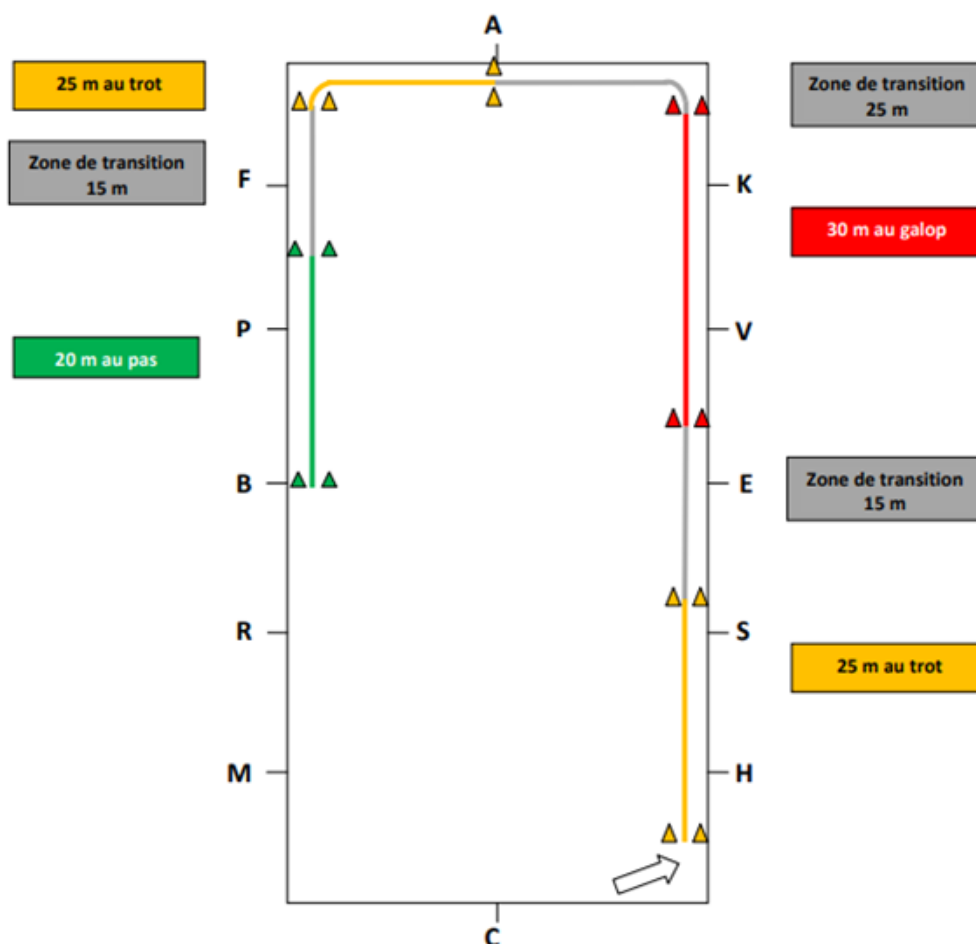 A
25 m au trot
Zone de transition
25 m
Zone de transition
15 m
F
K
30 m au galop
P
V
20 m au pas
B
E
Zone de transition
15 m
R
S
25 m au trot
M
H
C